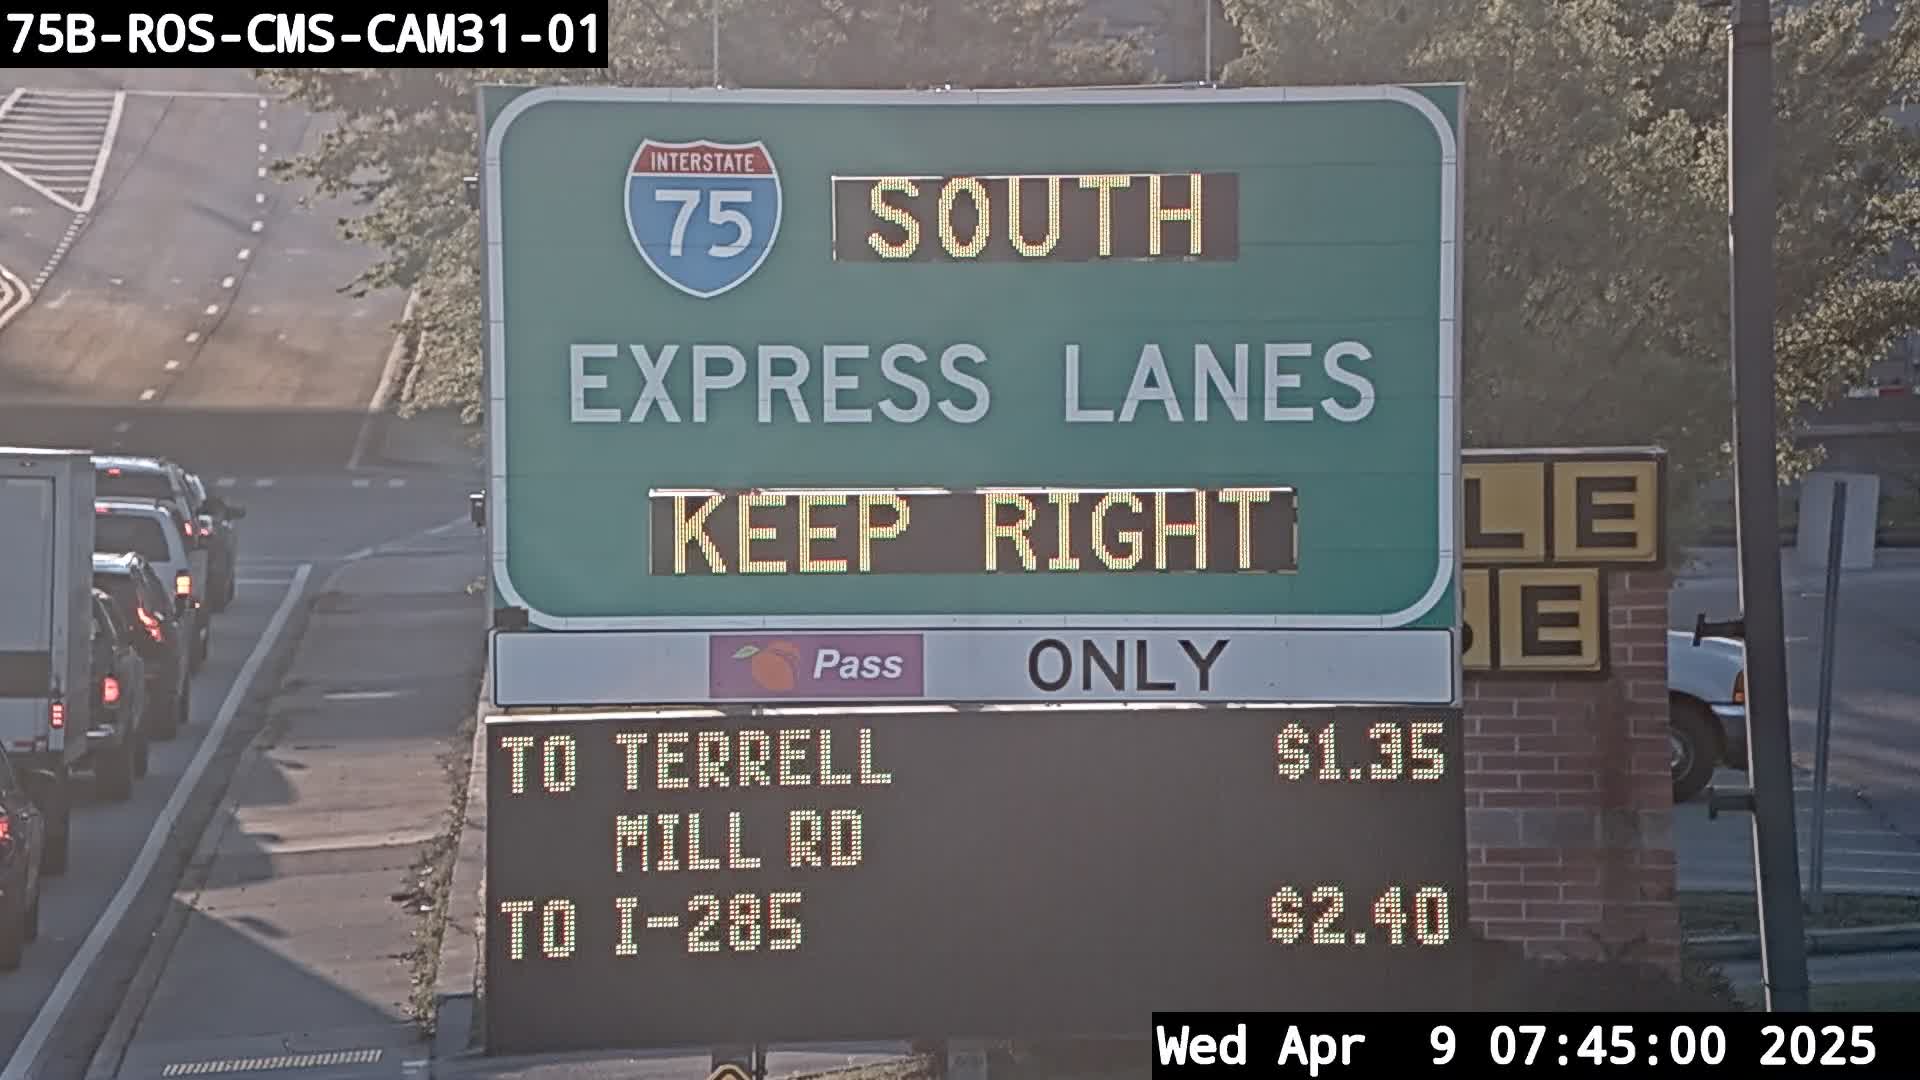 75B-ROS-CMS-CAM31-01
INTERSTATE
75
SOUTH
EXPRESS LANES
KEEP RIGHT
Pass
ONLY
TO TERRELL $1.35
MILL RD
TO I-285 $2.40
LE
E
Wed Apr 9 07:45:00 2025